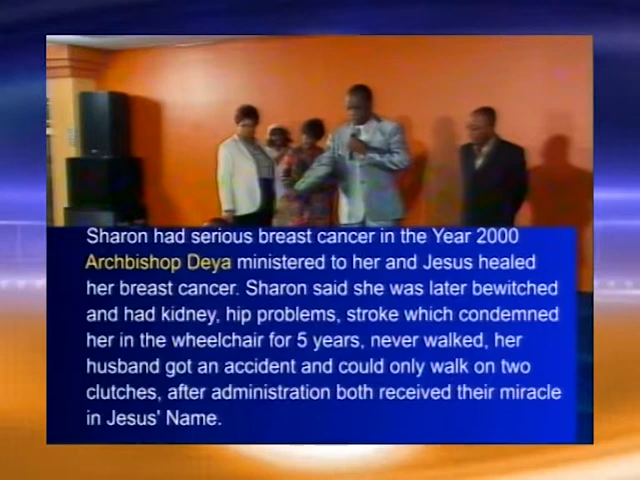 Sharon had serious breast cancer in the Year 2000
Archbishop Deya ministered to her and Jesus healed
her breast cancer. Sharon said she was later bewitched
and had kidney, hip problems, stroke which condemned
her in the wheelchair for 5 years, never walked, her
husband got an accident and could only walk on two
clutches, after administration both received their miracle
in Jesus' Name.